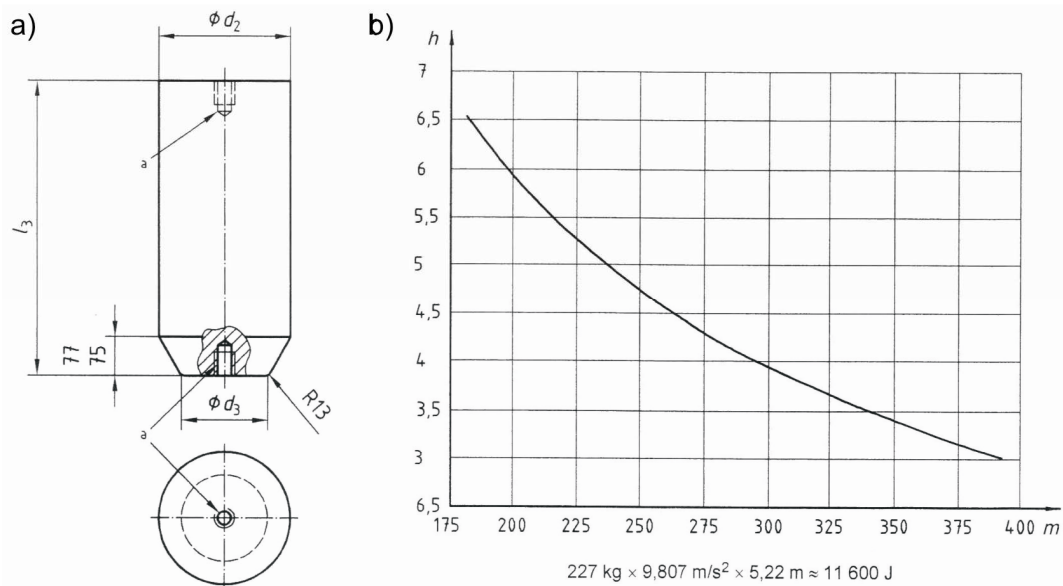 a)
ϕ d₂
l₃
a
77
75
ϕ d₃
R13
a
b)
h
7
6,5
6
5,5
5
4,5
4
3,5
3
6,5
175 200 225 250 275 300 325 350 375 400 m
227 kg × 9,807 m/s² × 5,22 m ≈ 11 600 J